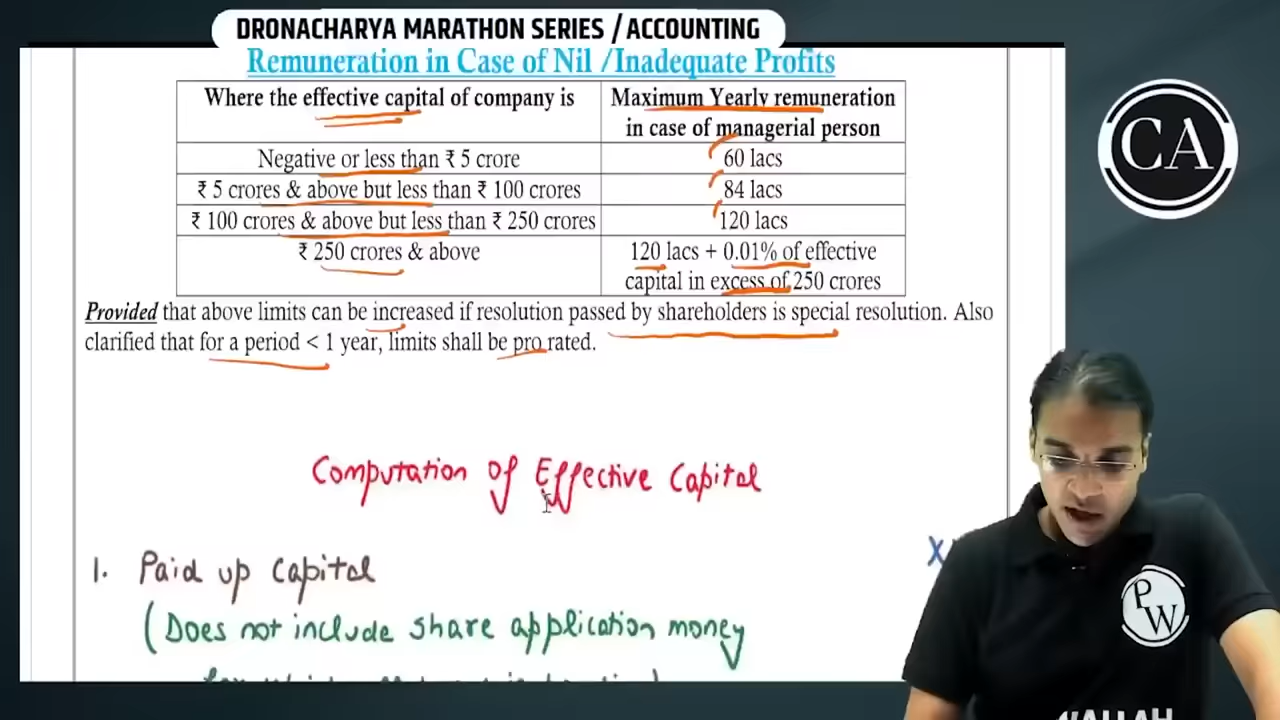 DRONACHARYA MARATHON SERIES / ACCOUNTING
Remuneration in Case of Nil /Inadequate Profits
Where the effective capital of company is
Maximum Yearly remuneration
in case of managerial person
Negative or less than ₹ 5 crore
60 lacs
₹ 5 crores & above but less than ₹ 100 crores
84 lacs
₹ 100 crores & above but less than ₹ 250 crores
120 lacs
₹ 250 crores & above
120 lacs + 0.01% of effective
capital in excess of 250 crores
Provided that above limits can be increased if resolution passed by shareholders is special resolution. Also
clarified that for a period < 1 year, limits shall be pro rated.
Computation of Effective Capital
1. Paid up capital
(Does not include share application money
CA
PW
WALLAH